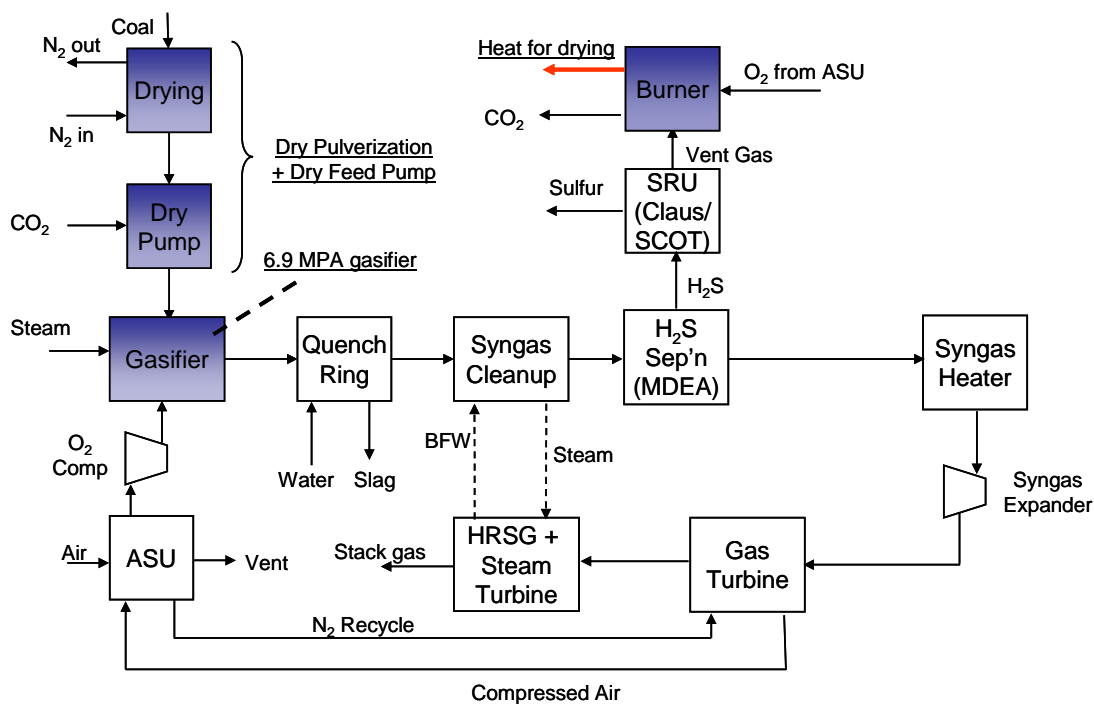 Coal
N₂ out
Drying
N₂ in
Dry Pulverization
+ Dry Feed Pump
CO₂
Dry
Pump
6.9 MPA gasifier
Heat for drying
Burner
O₂ from ASU
CO₂
Vent Gas
Sulfur
SRU
(Claus/
SCOT)
H₂S
Steam
Gasifier
Quench
Ring
Syngas
Cleanup
H₂S
Sep'n
(MDEA)
Syngas
Heater
O₂
Comp
Water
Slag
BFW
Steam
Syngas
Expander
Air
ASU
Vent
Stack gas
HRSG +
Steam
Turbine
Gas
Turbine
N₂ Recycle
Compressed Air